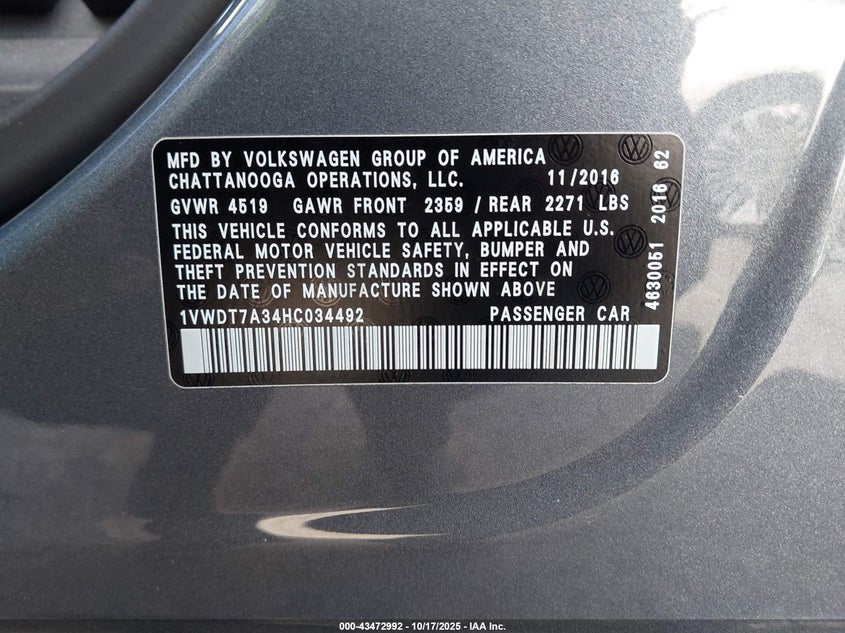 MFD BY VOLKSWAGEN GROUP OF AMERICA
CHATTANOOGA OPERATIONS, LLC. 11/2016
GVWR 4519 GAWR FRONT 2359 / REAR 2271 LBS
THIS VEHICLE CONFORMS TO ALL APPLICABLE U.S.
FEDERAL MOTOR VEHICLE SAFETY, BUMPER AND
THEFT PREVENTION STANDARDS IN EFFECT ON
THE DATE OF MANUFACTURE SHOWN ABOVE
1VWDT7A34HC034492 PASSENGER CAR
4630051 2016 62
000-43472992 - 10/17/2025 - IAA Inc.